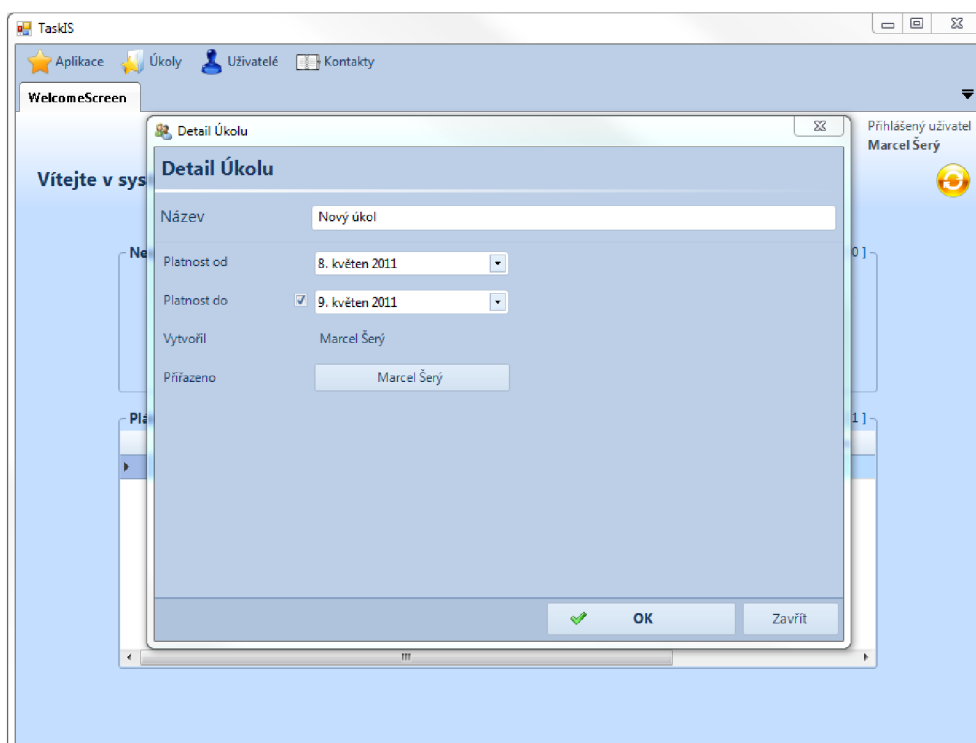 TaskIS
Aplikace Úkoly Uživatelé Kontakty
WelcomeScreen
Přihlášený uživatel
Marcel Šerý
Vítejte v sys
Detail Úkolu
Detail Úkolu
Název Nový úkol
Ne 0 ]
Platnost od 8. květen 2011
Platnost do 9. květen 2011
Vytvořil Marcel Šerý
Přiřazeno Marcel Šerý
Plá 1 ]
OK Zavřít